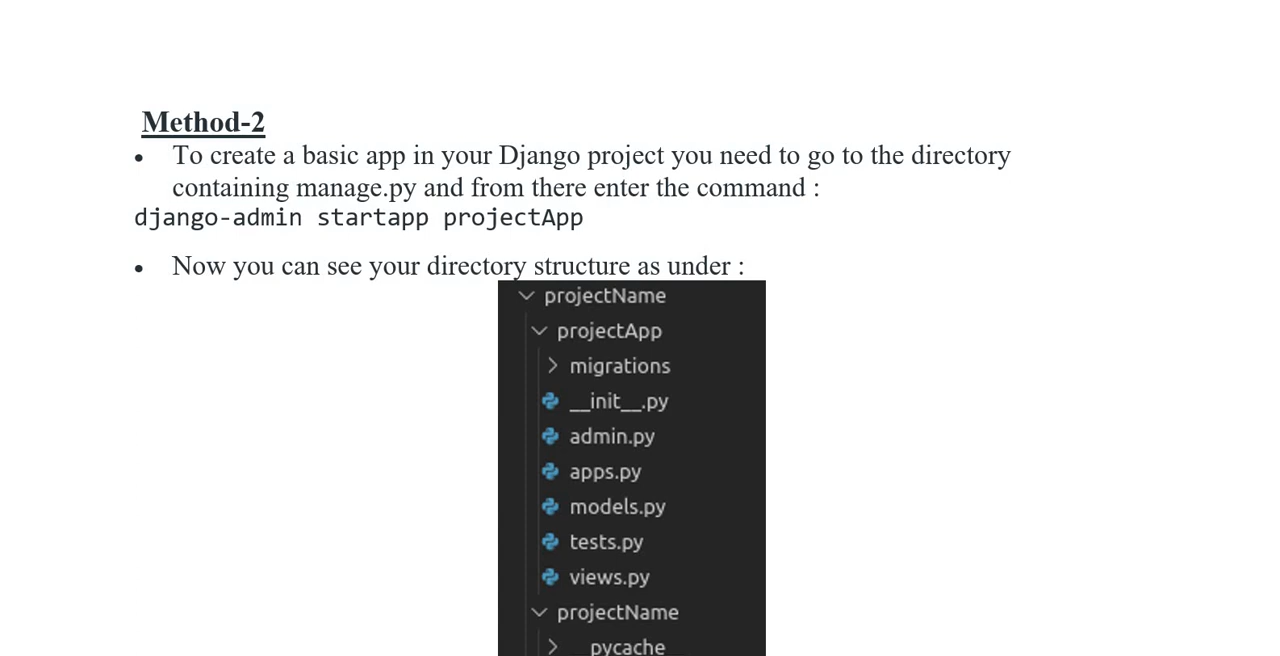 Method-2
• To create a basic app in your Django project you need to go to the directory
containing manage.py and from there enter the command :
django-admin startapp projectApp
• Now you can see your directory structure as under :
projectName
projectApp
migrations
__init__.py
admin.py
apps.py
models.py
tests.py
views.py
projectName
__pycache__